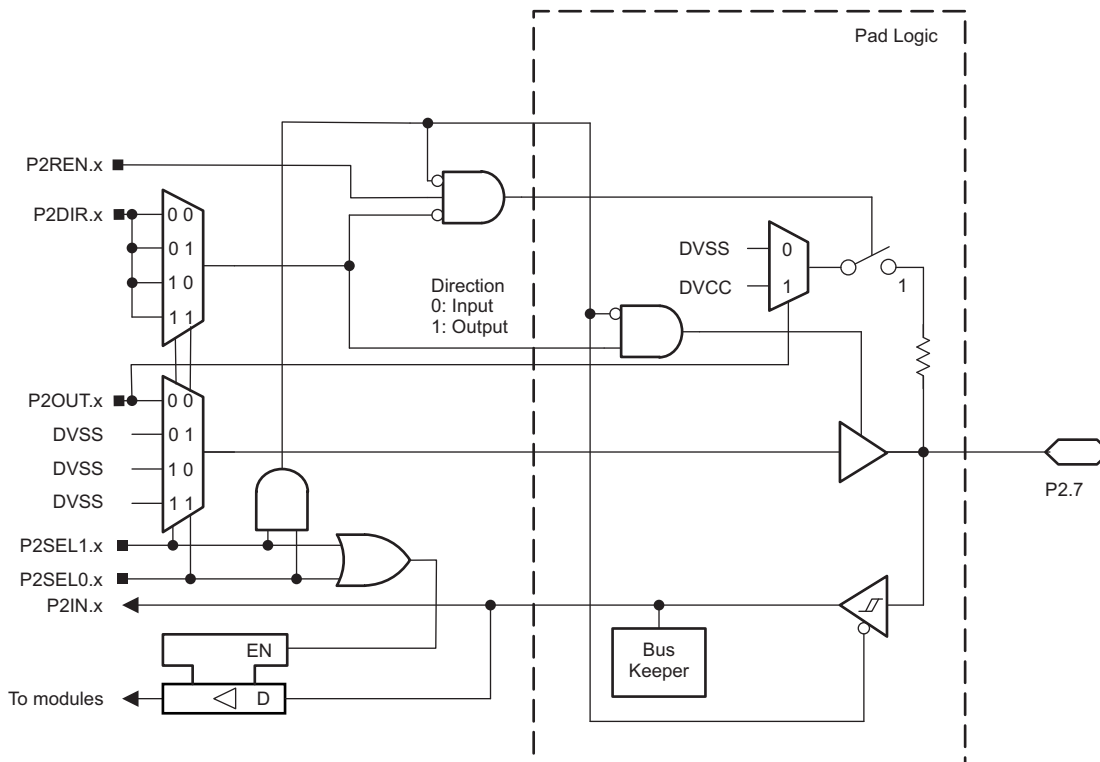 Pad Logic
P2REN.x
P2DIR.x
0 0
0 1
1 0
1 1
Direction
0: Input
1: Output
DVSS
0
DVCC
1
1
P2OUT.x
0 0
DVSS
0 1
DVSS
1 0
DVSS
1 1
P2.7
P2SEL1.x
P2SEL0.x
P2IN.x
EN
Bus
Keeper
To modules
D